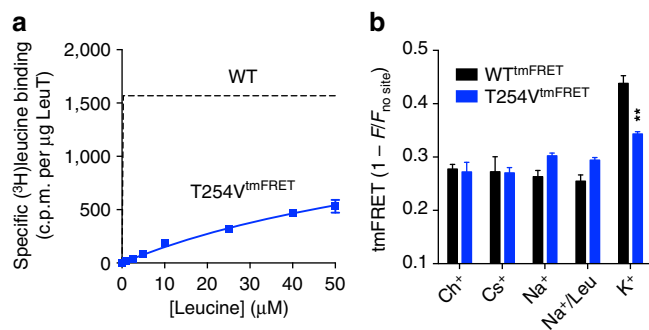 a
Specific (³H)leucine binding
(c.p.m. per μg LeuT)
2,000
1,500
1,000
500
0
WT
T254V^tmFRET
0 10 20 30 40 50
[Leucine] (μM)
b
tmFRET (1 − F/F_no site)
0.5
0.4
0.3
0.2
0.1
WT^tmFRET
T254V^tmFRET
**
Ch⁺
Cs⁺
Na⁺
Na⁺/Leu
K⁺